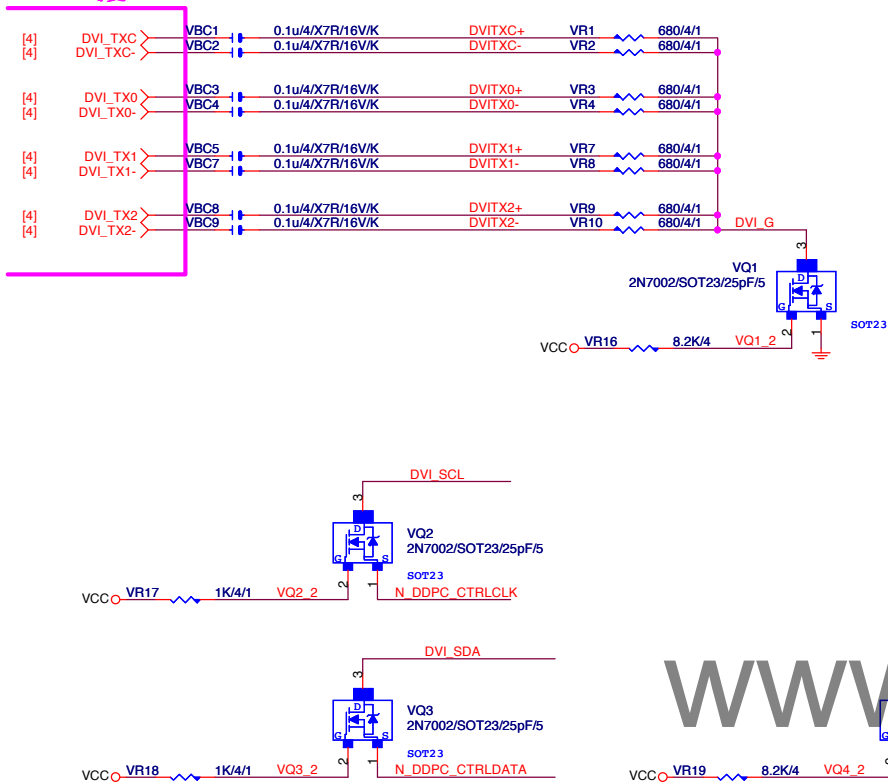 [4] DVI_TXC VBC1 0.1u/4/X7R/16V/K DVITXC+ VR1 680/4/1
[4] DVI_TXC- VBC2 0.1u/4/X7R/16V/K DVITXC- VR2 680/4/1
[4] DVI_TX0 VBC3 0.1u/4/X7R/16V/K DVITX0+ VR3 680/4/1
[4] DVI_TX0- VBC4 0.1u/4/X7R/16V/K DVITX0- VR4 680/4/1
[4] DVI_TX1 VBC5 0.1u/4/X7R/16V/K DVITX1+ VR7 680/4/1
[4] DVI_TX1- VBC7 0.1u/4/X7R/16V/K DVITX1- VR8 680/4/1
[4] DVI_TX2 VBC8 0.1u/4/X7R/16V/K DVITX2+ VR9 680/4/1
[4] DVI_TX2- VBC9 0.1u/4/X7R/16V/K DVITX2- VR10 680/4/1 DVI_G
3
VQ1
2N7002/SOT23/25pF/5
D
G S
SOT23
2 1
VCC VR16 8.2K/4 VQ1_2
DVI_SCL
3
D
VQ2
2N7002/SOT23/25pF/5
G S
SOT23
2 1
VCC VR17 1K/4/1 VQ2_2 N_DDPC_CTRLCLK
DVI_SDA
3
D
VQ3
2N7002/SOT23/25pF/5
G S
SOT23
2 1
VCC VR18 1K/4/1 VQ3_2 N_DDPC_CTRLDATA
www
G
VCC VR19 8.2K/4 VQ4_2